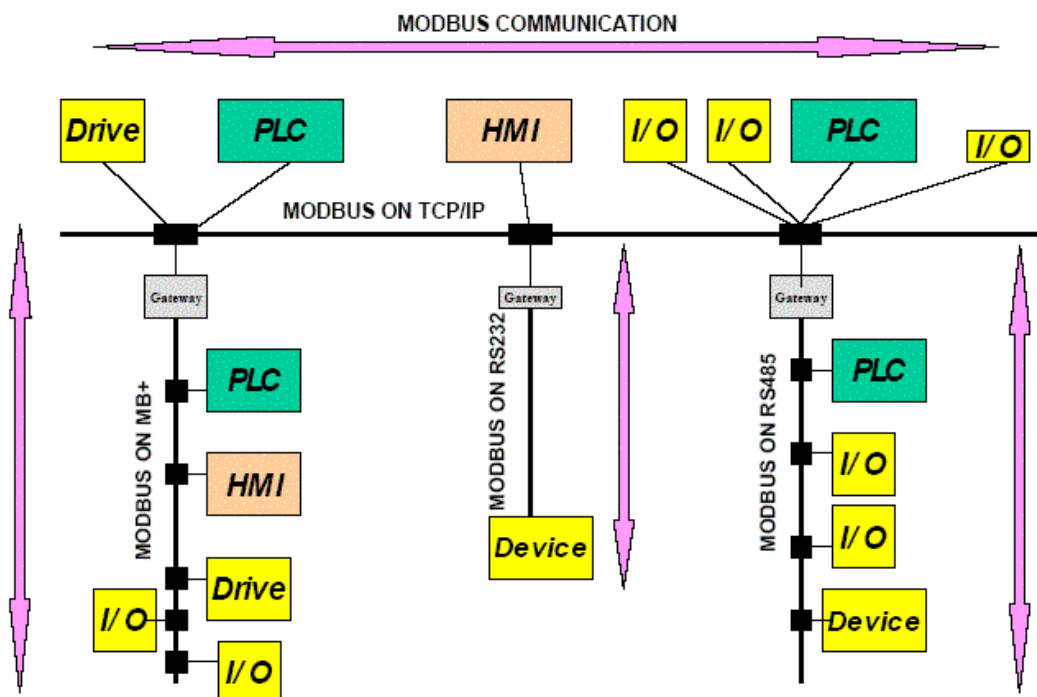 MODBUS COMMUNICATION
Drive
PLC
HMI
I/O
I/O
PLC
I/O
MODBUS ON TCP/IP
Gateway
Gateway
Gateway
MODBUS ON MB+
PLC
HMI
Drive
I/O
I/O
MODBUS ON RS232
Device
MODBUS ON RS485
PLC
I/O
I/O
Device